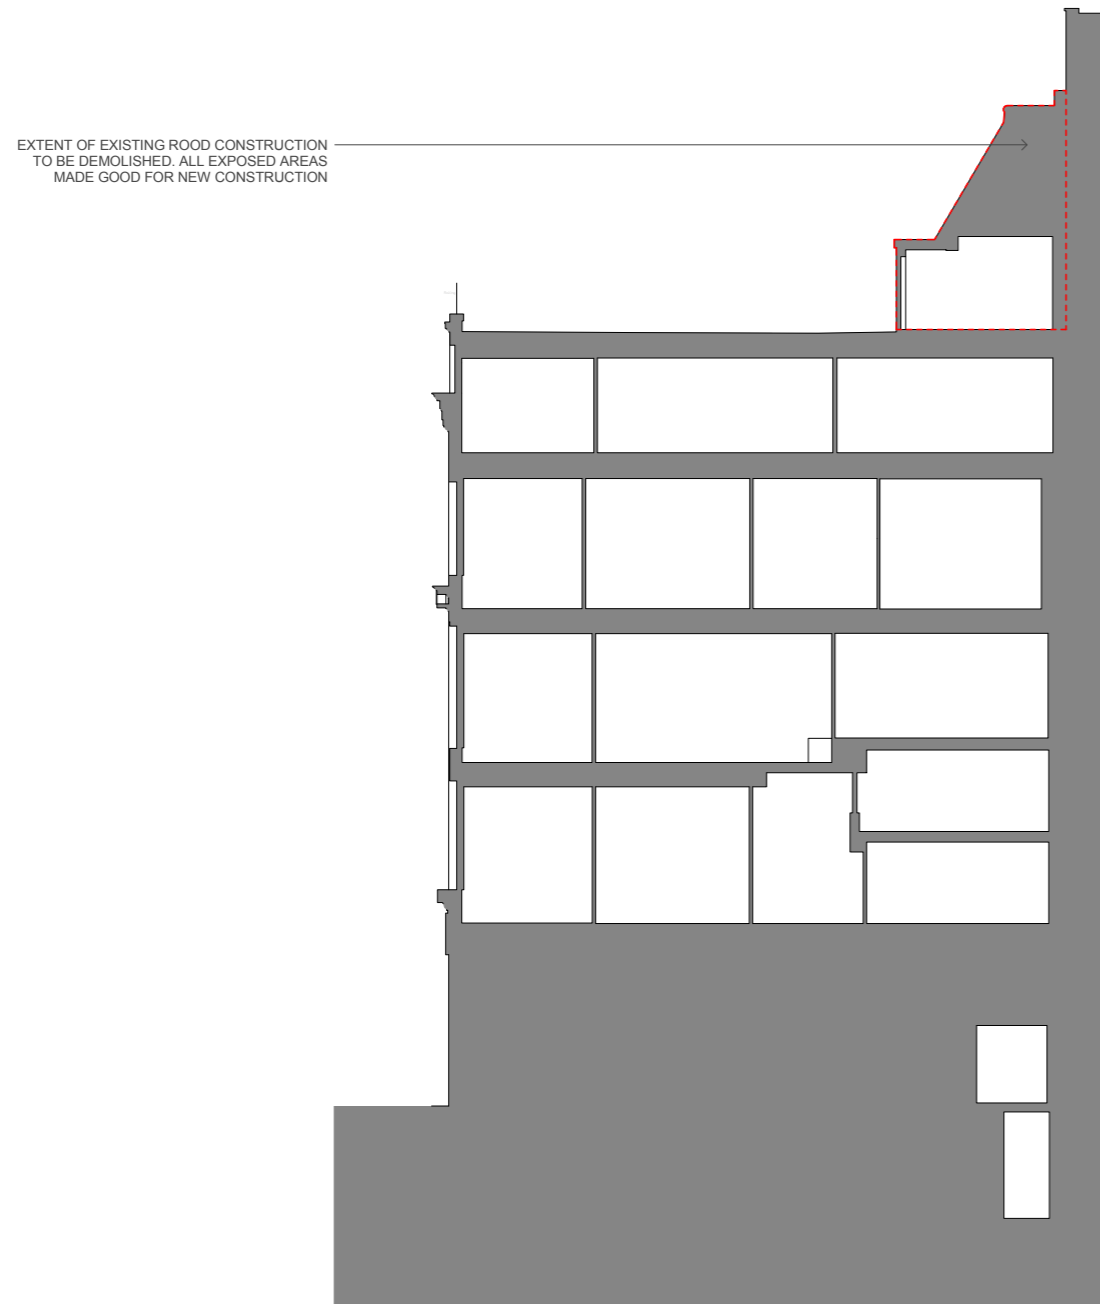 EXTENT OF EXISTING ROOD CONSTRUCTION
TO BE DEMOLISHED. ALL EXPOSED AREAS
MADE GOOD FOR NEW CONSTRUCTION